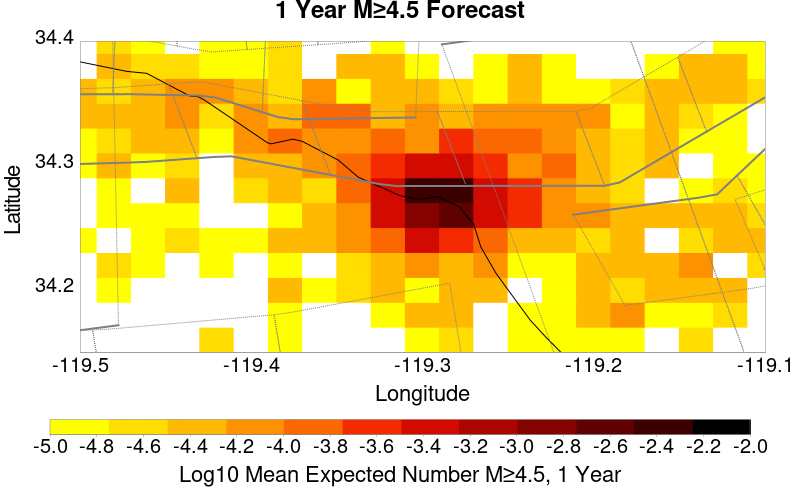 1 Year M≥4.5 Forecast
34.4
34.3
34.2
Latitude
-119.5 -119.4 -119.3 -119.2 -119.1
Longitude
-5.0 -4.8 -4.6 -4.4 -4.2 -4.0 -3.8 -3.6 -3.4 -3.2 -3.0 -2.8 -2.6 -2.4 -2.2 -2.0
Log10 Mean Expected Number M≥4.5, 1 Year